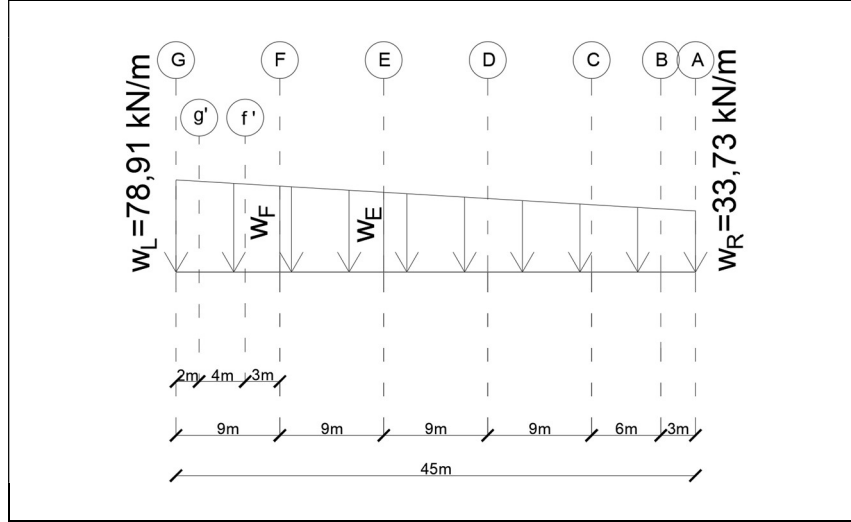 G
F
E
D
C
B
A
g'
f'
wL=78,91 kN/m
wF
wE
wR=33,73 kN/m
2m
4m
3m
9m
9m
9m
9m
6m
3m
45m